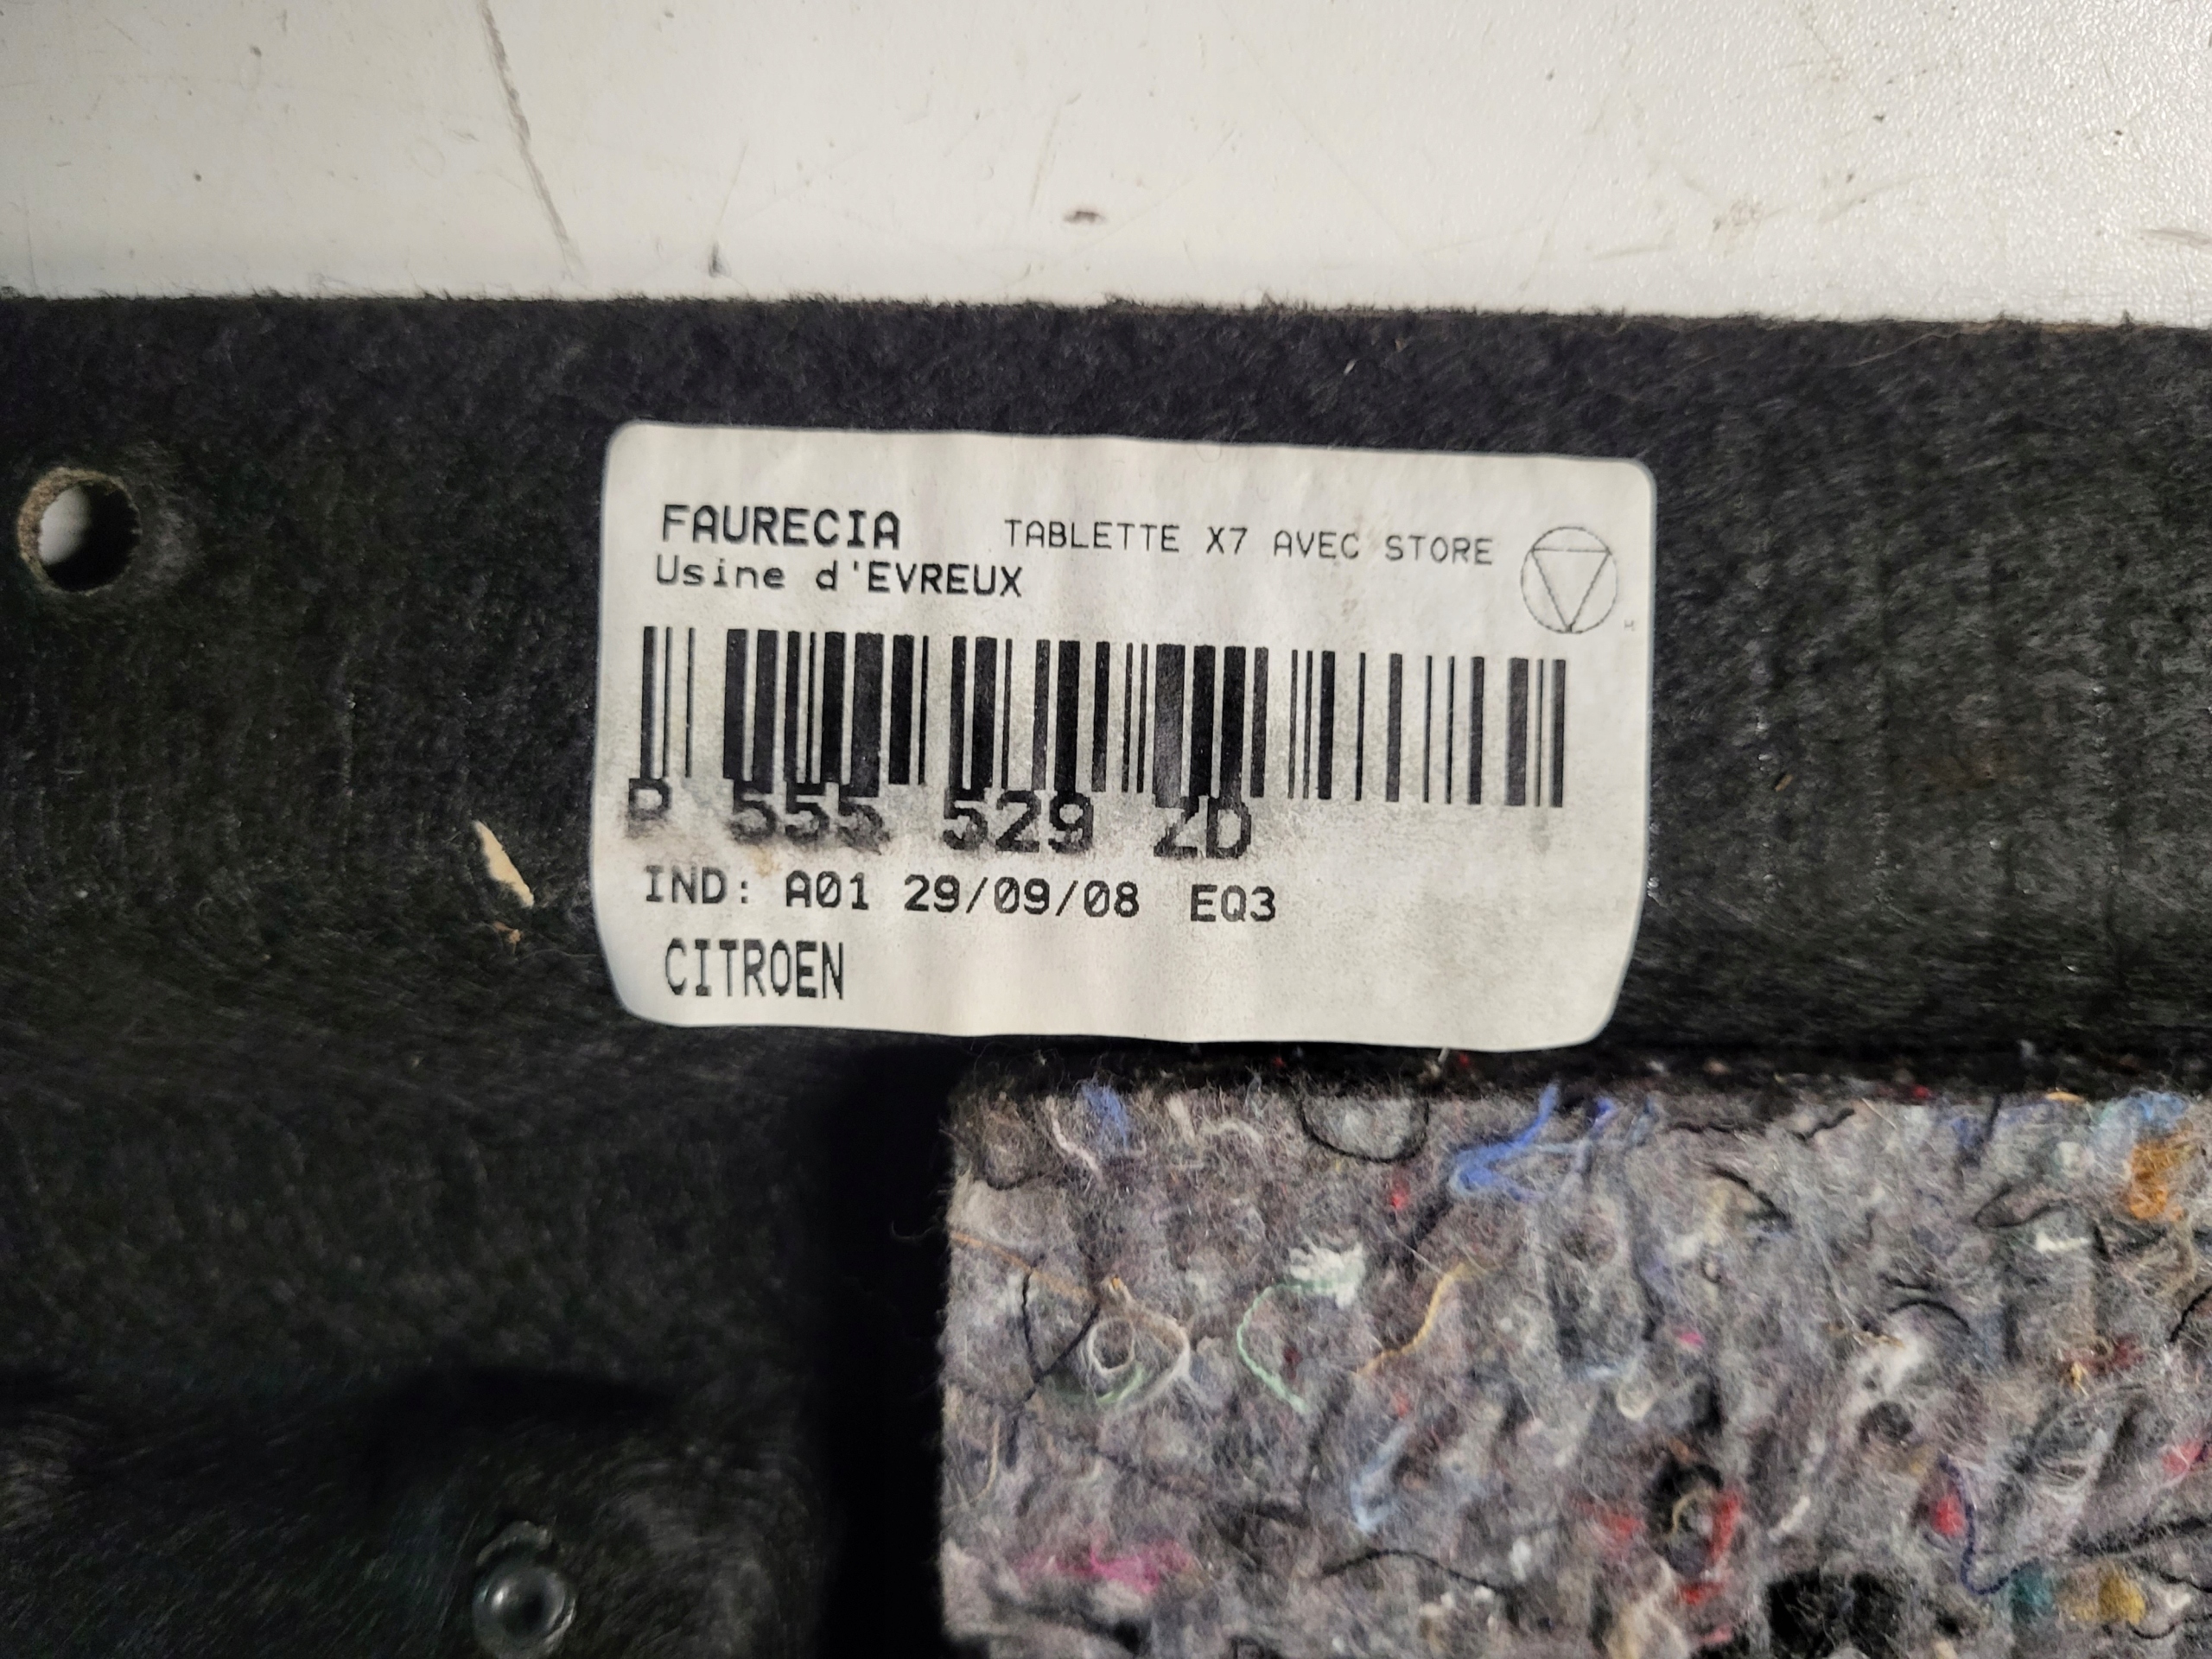 FAURECIA TABLETTE X7 AVEC STORE
Usine d'EVREUX
P 555 529 ZD
IND: A01 29/09/08 EQ3
CITROEN